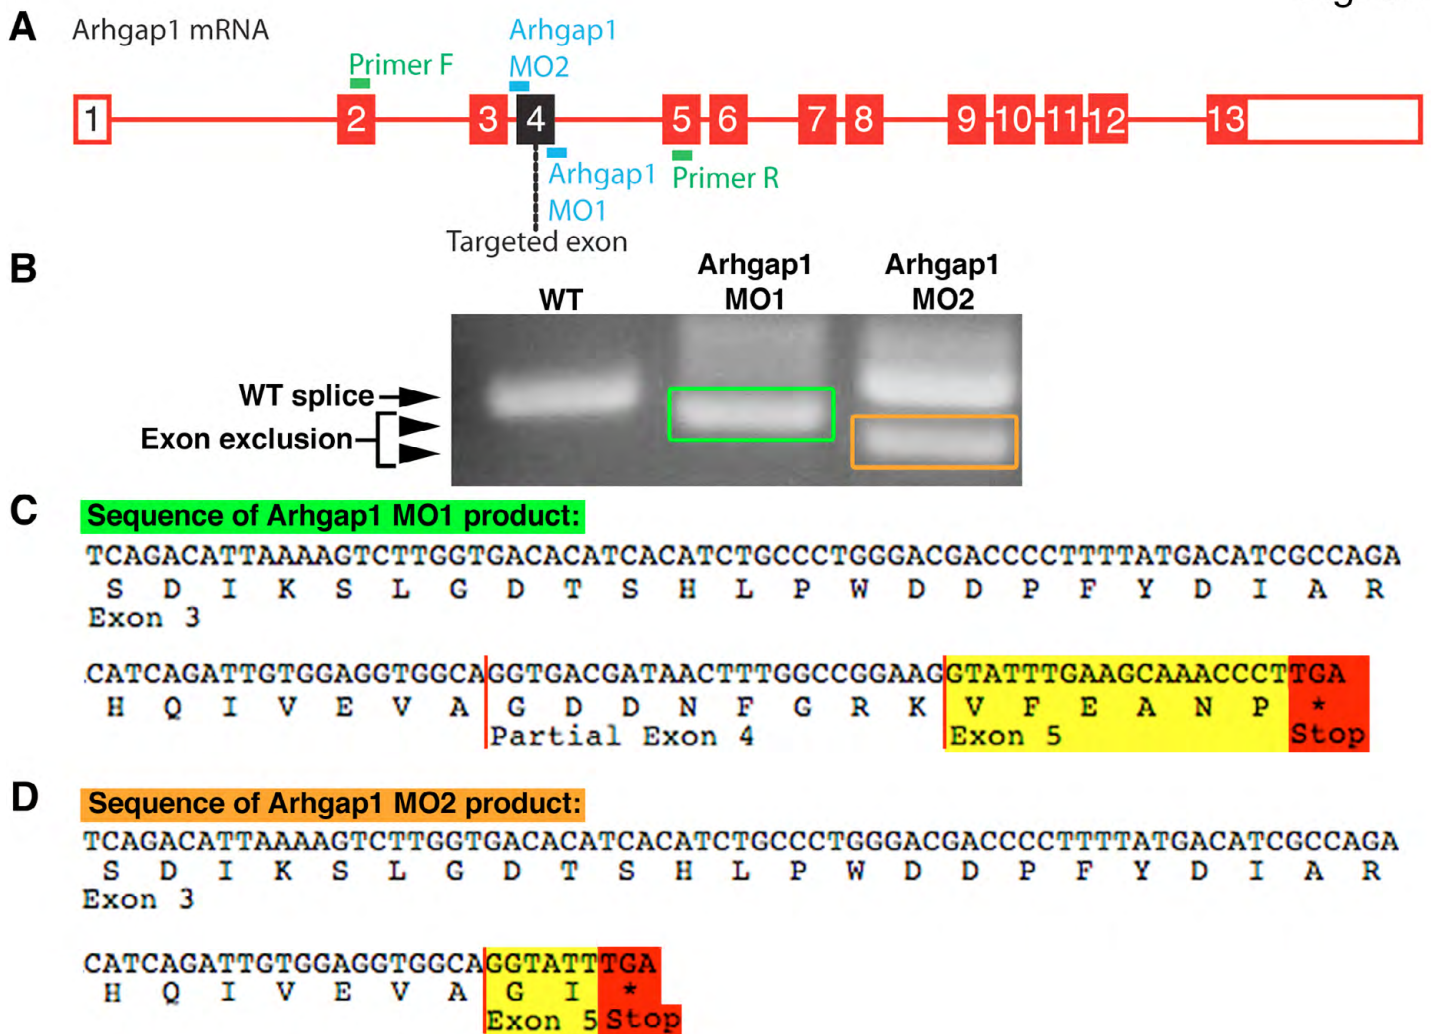 A
Arhgap1 mRNA
Primer F
Arhgap1
MO2
1 2 3 4 5 6 7 8 9 10 11 12 13
Arhgap1
MO1
Primer R
Targeted exon
B
WT
Arhgap1
MO1
Arhgap1
MO2
WT splice
Exon exclusion
C
Sequence of Arhgap1 MO1 product:
TCAGACATTAAAAGTCTTGGTGACACATCACATCTGCCCTGGGACGACCCCTTTTATGACATCGCCAGA
S D I K S L G D T S H L P W D D P F Y D I A R
Exon 3
CATCAGATTGTGGAGGTGGCAGGTGACGATAACTTTGGCCGGAAGGTATTTGAAGCAAACCCTTGA
H Q I V E V A G D D N F G R K V F E A N P *
Partial Exon 4 Exon 5 Stop
D
Sequence of Arhgap1 MO2 product:
TCAGACATTAAAAGTCTTGGTGACACATCACATCTGCCCTGGGACGACCCCTTTTATGACATCGCCAGA
S D I K S L G D T S H L P W D D P F Y D I A R
Exon 3
CATCAGATTGTGGAGGTGGCAGGTATTTGA
H Q I V E V A G I *
Exon 5 Stop